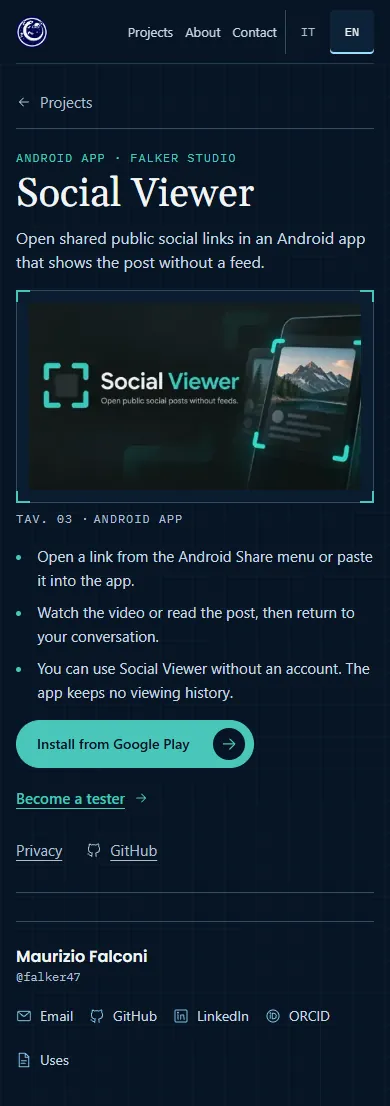 Projects About Contact IT EN
← Projects
ANDROID APP · FALKER STUDIO
Social Viewer
Open shared public social links in an Android app
that shows the post without a feed.
Social Viewer
Open public social posts without feeds.
TAV. 03 · ANDROID APP
• Open a link from the Android Share menu or paste
it into the app.
• Watch the video or read the post, then return to
your conversation.
• You can use Social Viewer without an account. The
app keeps no viewing history.
Install from Google Play →
Become a tester →
Privacy GitHub
Maurizio Falconi
@falker47
Email GitHub LinkedIn ORCID
Uses